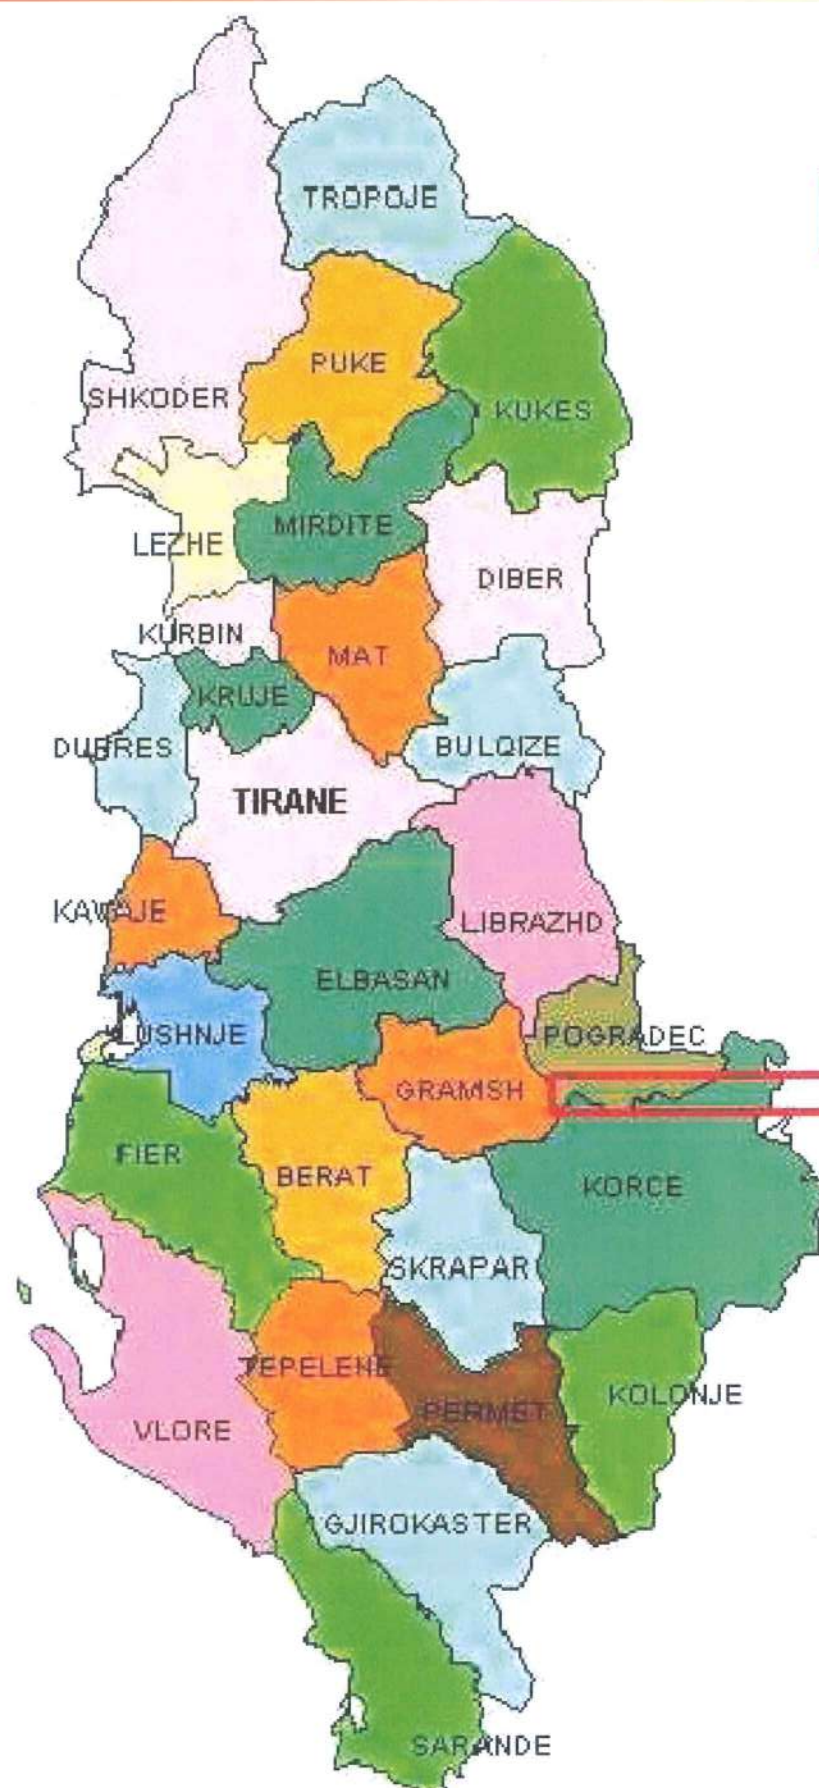 TROPOJE
PUKE
SHKODER
KUKES
MIRDITE
LEZHE
DIBER
KURBIN
MAT
KRUJE
DURRES
BULQIZE
TIRANE
KAVAJE
LIBRAZHD
ELBASAN
LUSHNJE
POGRADEC
GRAMSH
FIER
BERAT
KORCE
SKRAPAR
TEPELENE
KOLONJE
PERMET
VLORE
GJIROKASTER
SARANDE